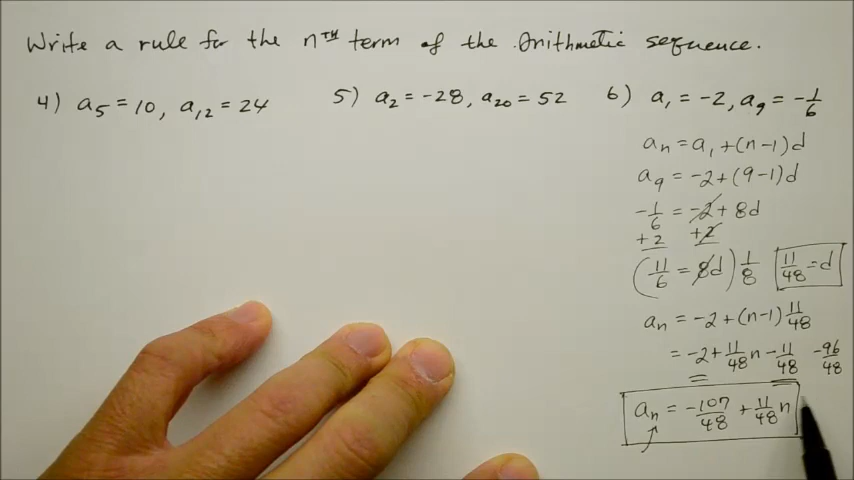 Write a rule for the nTH term of the Arithmetic sequence.
4) a5 = 10, a12 = 24
5) a2 = -28, a20 = 52
6) a1 = -2, a9 = -1/6
an = a1 + (n-1)d
a9 = -2 + (9-1)d
-1/6 = -2 + 8d
+2 +2
(11/6 = 8d) 1/8
11/48 = d
an = -2 + (n-1) 11/48
= -2 + 11/48 n - 11/48
-96/48
an = -107/48 + 11/48 n